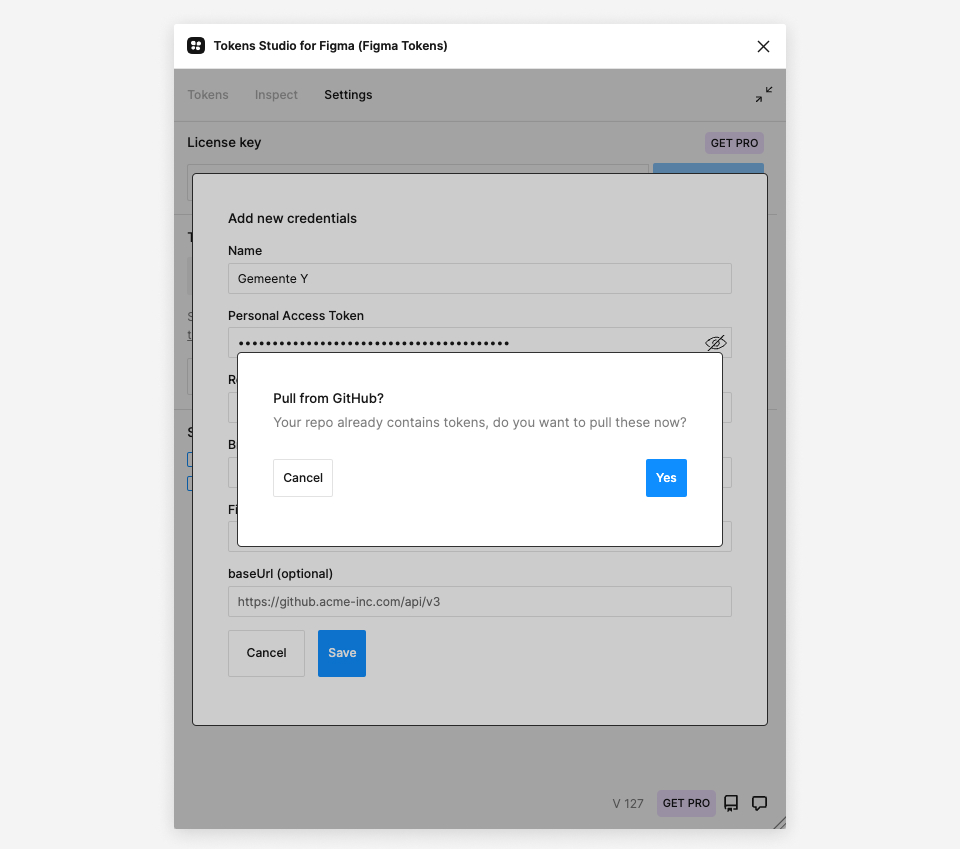 Tokens Studio for Figma (Figma Tokens)
Tokens Inspect Settings
License key GET PRO
Add new credentials
Name
Gemeente Y
Personal Access Token
••••••••••••••••••••••••••••••••••••••••
Pull from GitHub?
Your repo already contains tokens, do you want to pull these now?
Cancel Yes
baseUrl (optional)
https://github.acme-inc.com/api/v3
Cancel Save
V 127 GET PRO